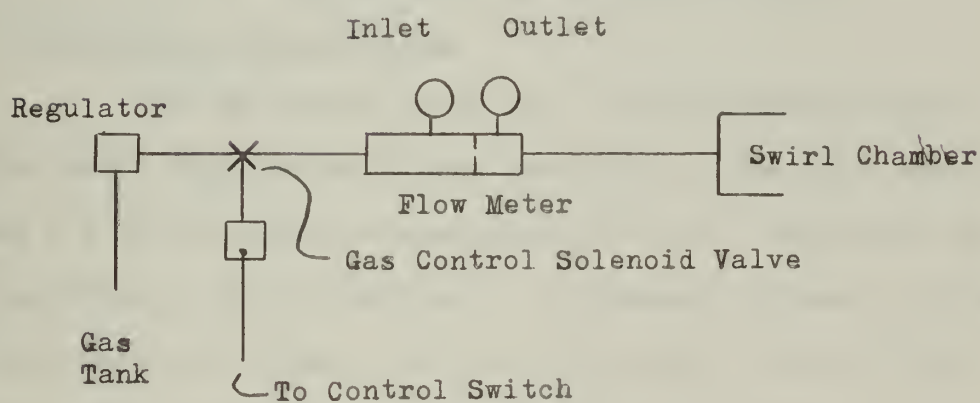 Inlet Outlet
Regulator
Swirl Chamber
Flow Meter
Gas Control Solenoid Valve
Gas
Tank
To Control Switch